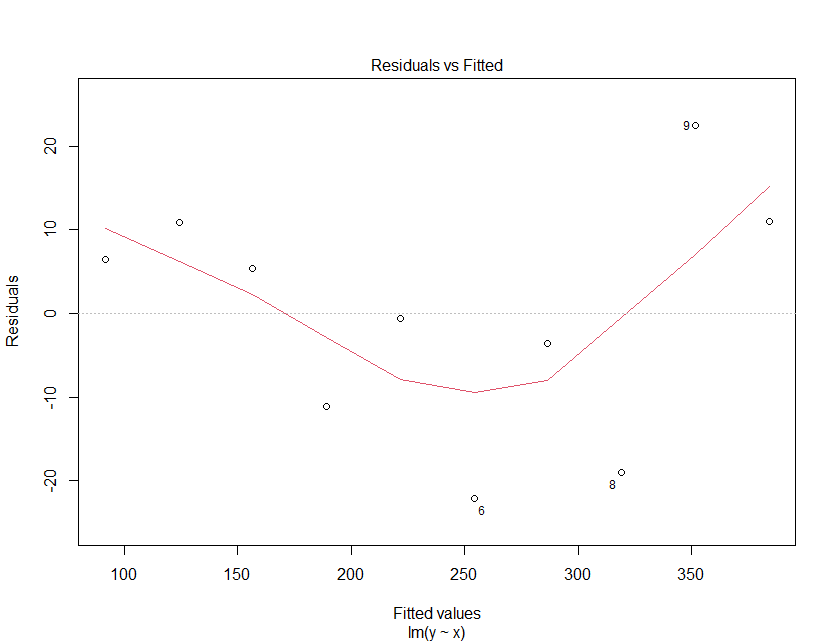 Residuals vs Fitted
Residuals
20
10
0
-10
-20
9
8
6
100 150 200 250 300 350
Fitted values
lm(y ~ x)